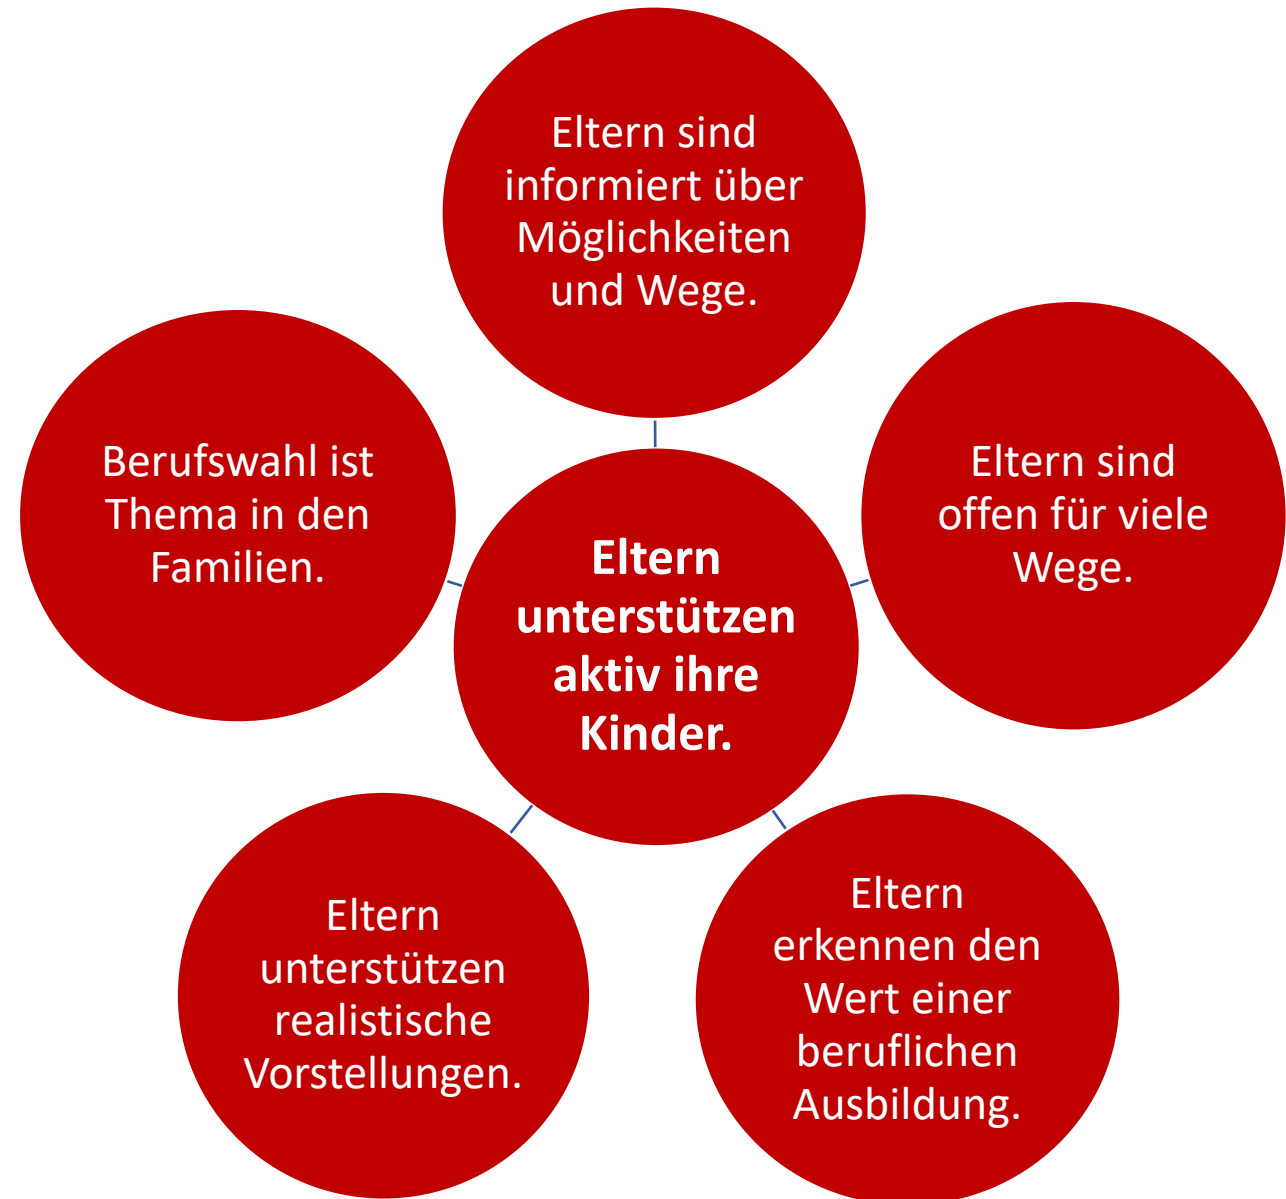 Eltern sind
informiert über
Möglichkeiten
und Wege.
Berufswahl ist
Thema in den
Familien.
Eltern sind
offen für viele
Wege.
Eltern
unterstützen
aktiv ihre
Kinder.
Eltern
unterstützen
realistische
Vorstellungen.
Eltern
erkennen den
Wert einer
beruflichen
Ausbildung.